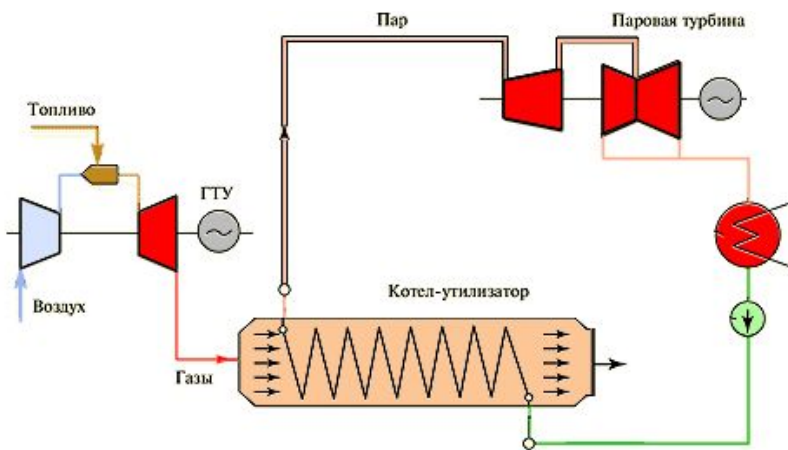 Пар
Паровая турбина
Топливо
ГТУ
Воздух
Котел-утилизатор
Газы